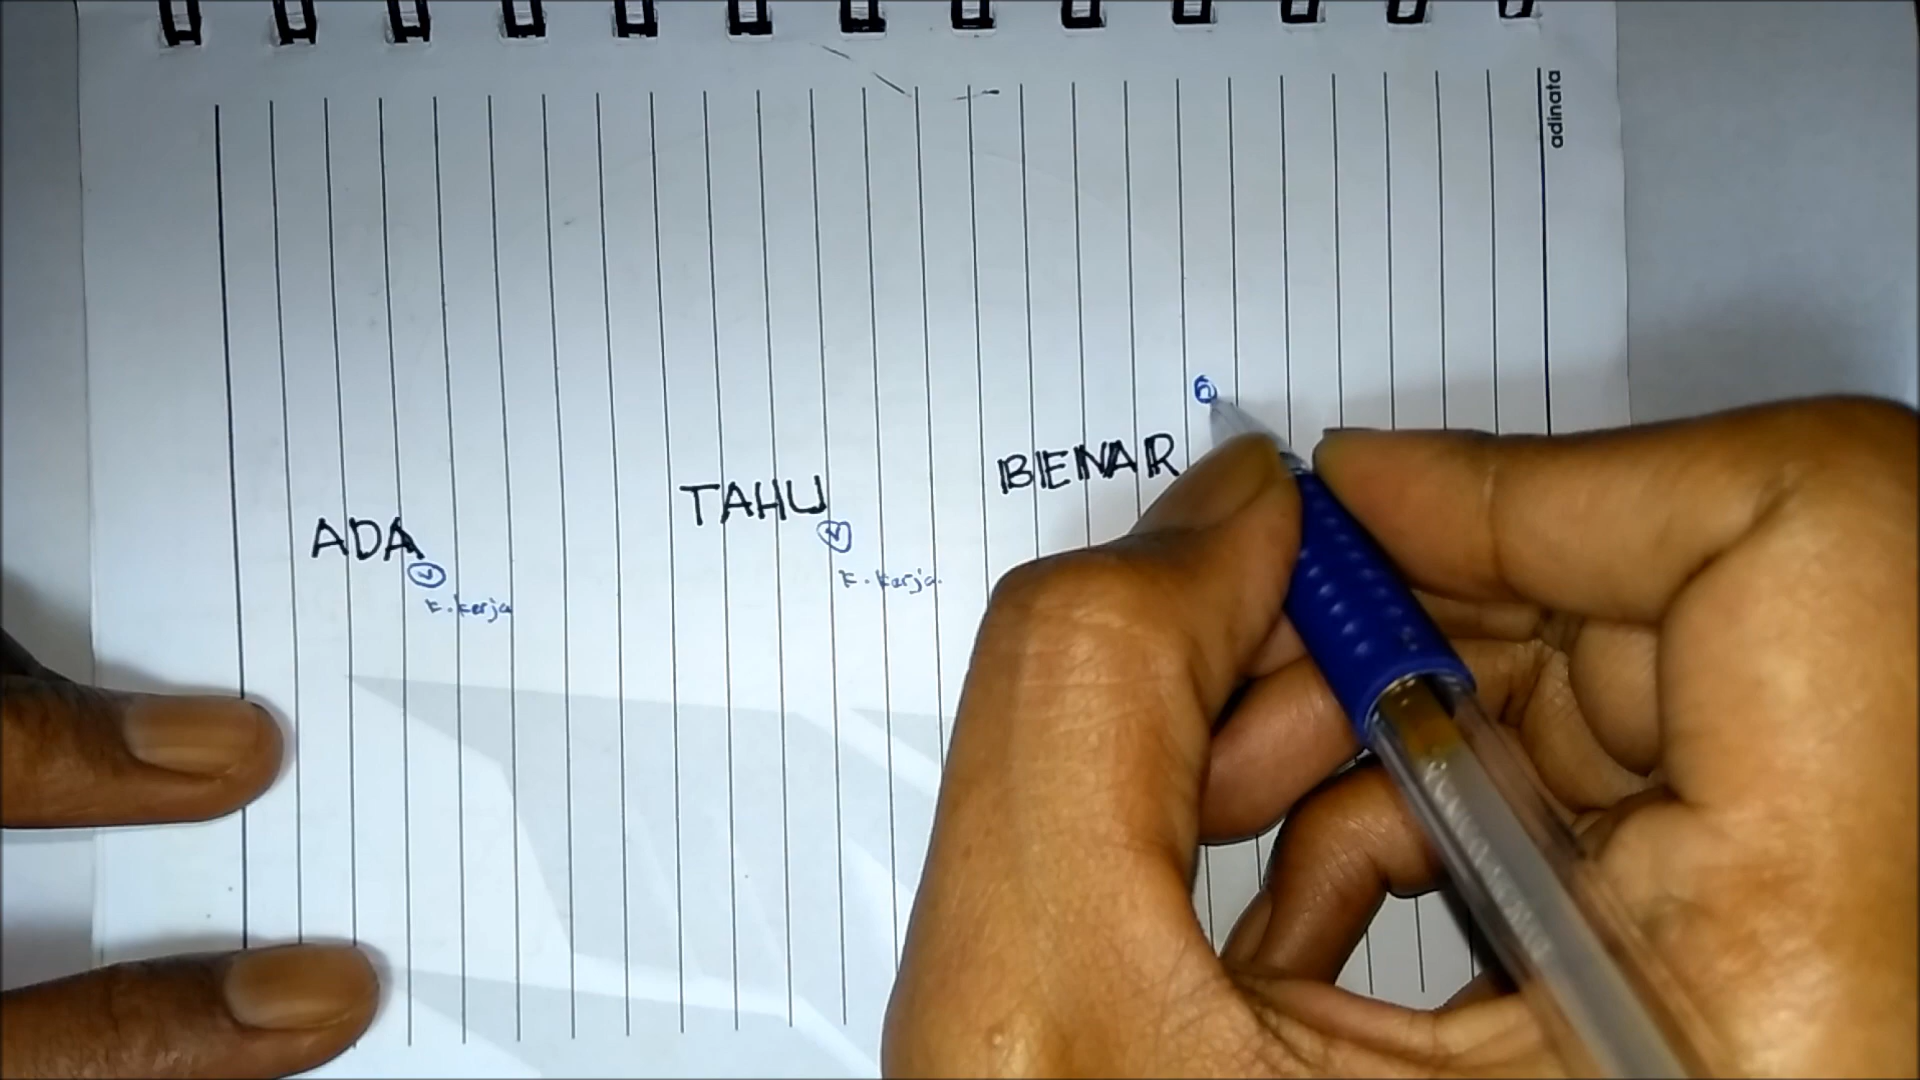 adinata
BENAR
TAHU
ADA
v
K. kerja.
v
K. kerja